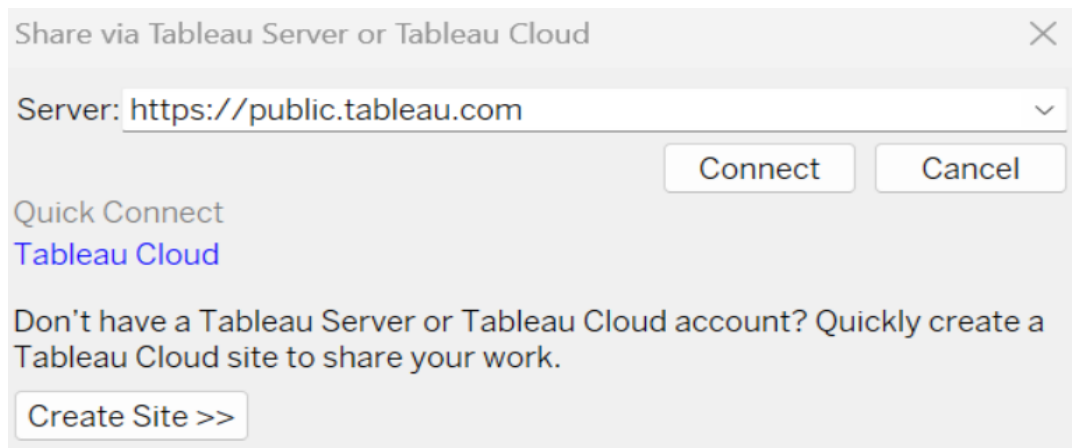 Share via Tableau Server or Tableau Cloud
Server: https://public.tableau.com
Connect Cancel
Quick Connect
Tableau Cloud
Don't have a Tableau Server or Tableau Cloud account? Quickly create a
Tableau Cloud site to share your work.
Create Site >>